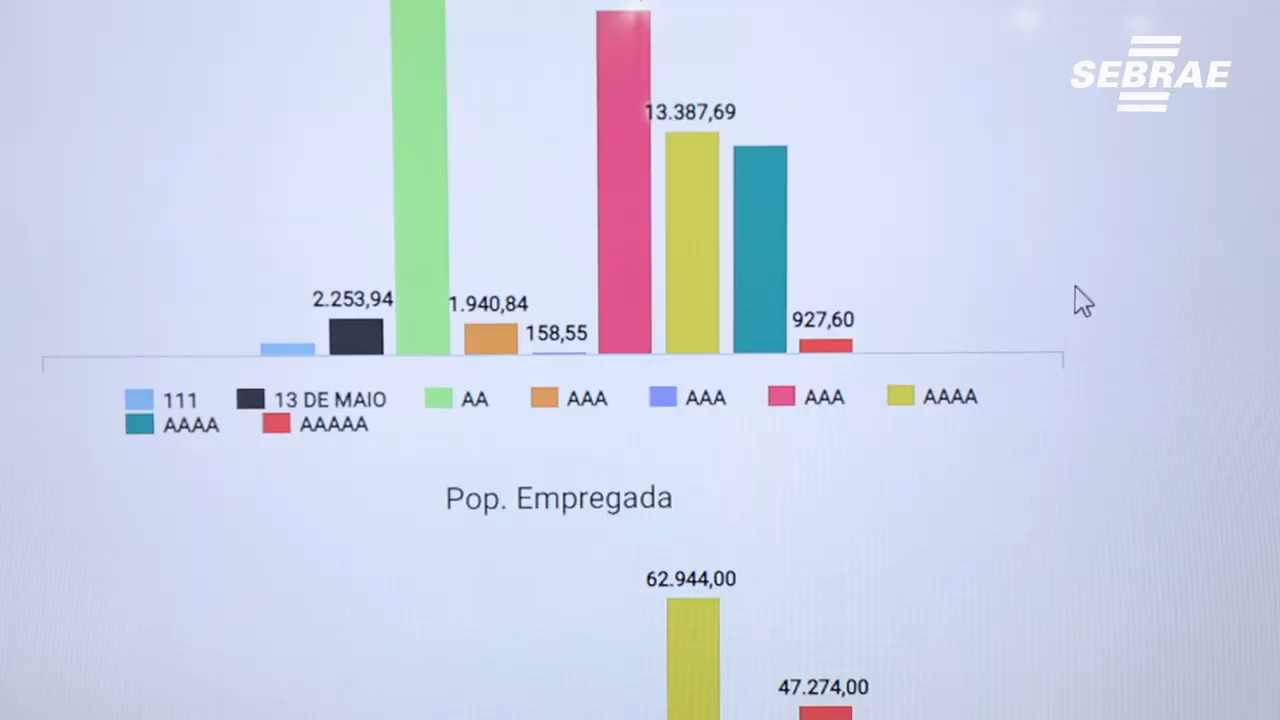 SEBRAE
13.387,69
2.253,94
1.940,84
158,55
927,60
111 13 DE MAIO AA AAA AAA AAA AAAA
AAAA AAAAA
Pop. Empregada
62.944,00
47.274,00